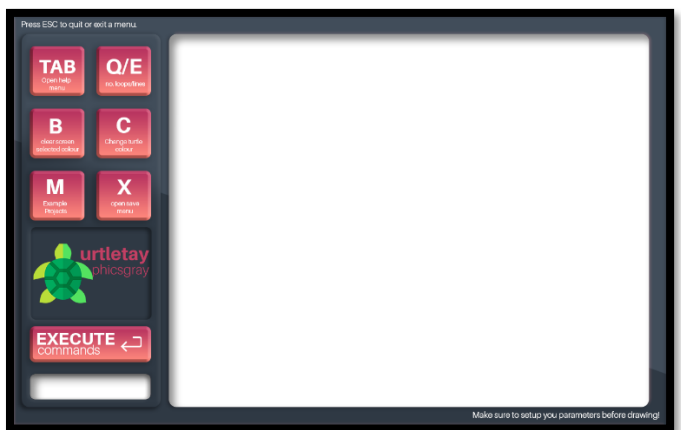 Press ESC to quit or exit a menu.
TAB
Open help
menu
Q/E
no. loops/lines
B
clear screen
selected colour
C
Change turtle
colour
M
Example
Projects
X
open save
menu
urtletay
phicsgray
EXECUTE
commands
Make sure to setup you parameters before drawing!